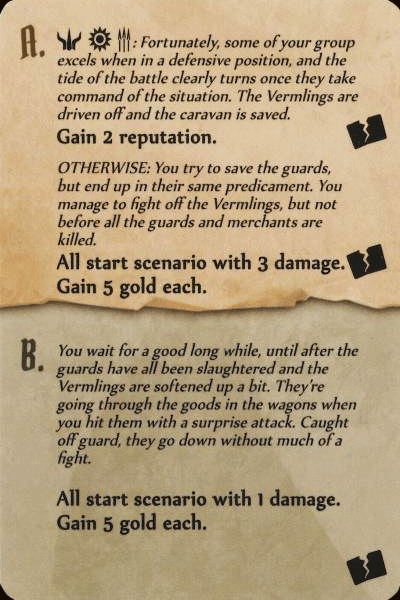 A. : Fortunately, some of your group
excels when in a defensive position, and the
tide of the battle clearly turns once they take
command of the situation. The Vermlings are
driven off and the caravan is saved.
Gain 2 reputation.
OTHERWISE: You try to save the guards,
but end up in their same predicament. You
manage to fight off the Vermlings, but not
before all the guards and merchants are
killed.
All start scenario with 3 damage.
Gain 5 gold each.
B. You wait for a good long while, until after the
guards have all been slaughtered and the
Vermlings are softened up a bit. They're
going through the goods in the wagons when
you hit them with a surprise attack. Caught
off guard, they go down without much of a
fight.
All start scenario with 1 damage.
Gain 5 gold each.